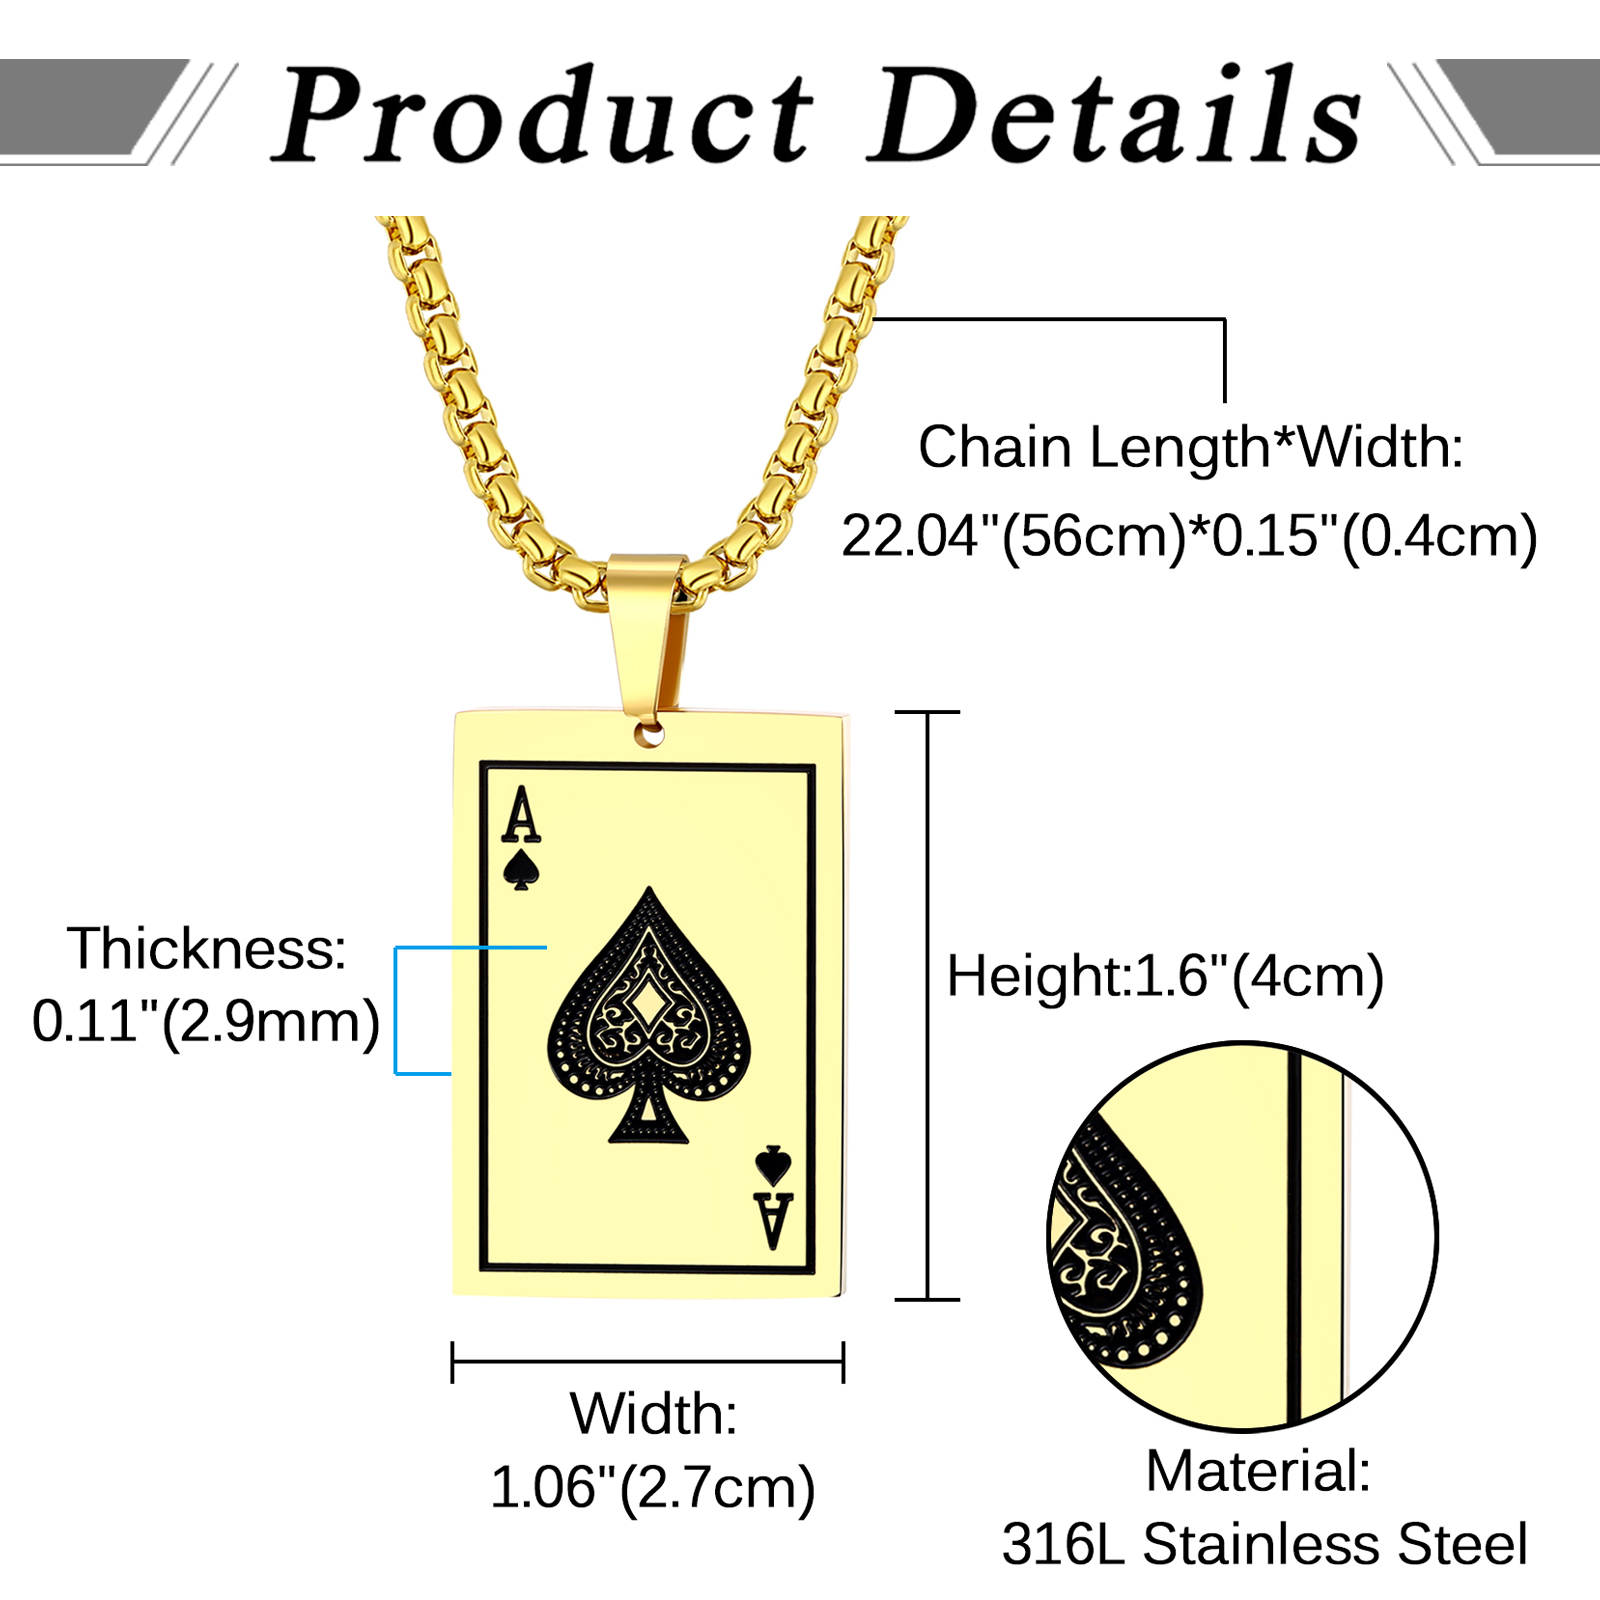 Product Details
Chain Length*Width:
22.04"(56cm)*0.15"(0.4cm)
A
Thickness:
0.11"(2.9mm)
Height:1.6"(4cm)
A
Width:
1.06"(2.7cm)
Material:
316L Stainless Steel